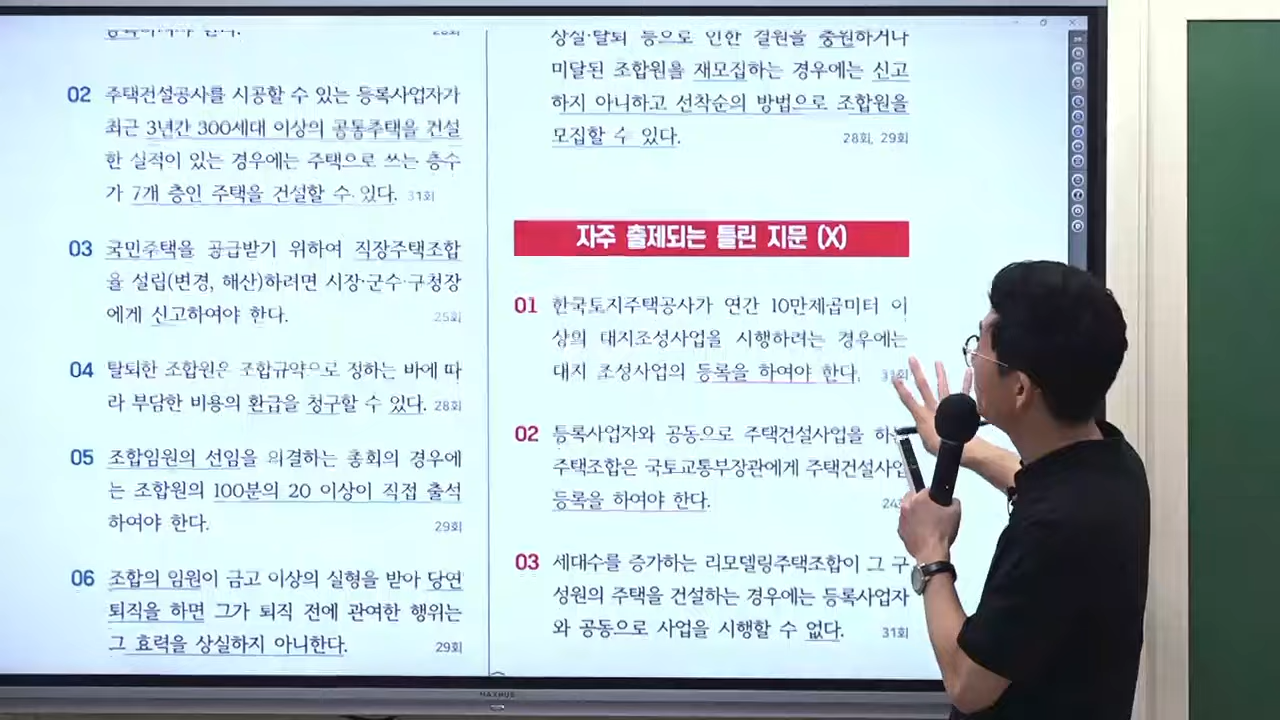 02 주택건설공사를 시공할 수 있는 등록사업자가
최근 3년간 300세대 이상의 공동주택을 건설
한 실적이 있는 경우에는 주택으로 쓰는 층수
가 7개 층인 주택을 건설할 수 있다. 31회
03 국민주택을 공급받기 위하여 직장주택조합
을 설립(변경, 해산)하려면 시장·군수·구청장
에게 신고하여야 한다. 25회
04 탈퇴한 조합원은 조합규약으로 정하는 바에 따
라 부담한 비용의 환급을 청구할 수 있다. 28회
05 조합임원의 선임을 의결하는 총회의 경우에
는 조합원의 100분의 20 이상이 직접 출석
하여야 한다. 29회
06 조합의 임원이 금고 이상의 실형을 받아 당연
퇴직을 하면 그가 퇴직 전에 관여한 행위는
그 효력을 상실하지 아니한다. 29회
상실·탈퇴 등으로 인한 결원을 충원하거나
미달된 조합원을 재모집하는 경우에는 신고
하지 아니하고 선착순의 방법으로 조합원을
모집할 수 있다. 28회, 29회
자주 출제되는 틀린 지문 (X)
01 한국토지주택공사가 연간 10만제곱미터 이
상의 대지조성사업을 시행하려는 경우에는
대지 조성사업의 등록을 하여야 한다.
02 등록사업자와 공동으로 주택건설사업을 하는
주택조합은 국토교통부장관에게 주택건설사업
등록을 하여야 한다.
03 세대수를 증가하는 리모델링주택조합이 그 구
성원의 주택을 건설하는 경우에는 등록사업자
와 공동으로 사업을 시행할 수 없다. 31회
MAXHUB